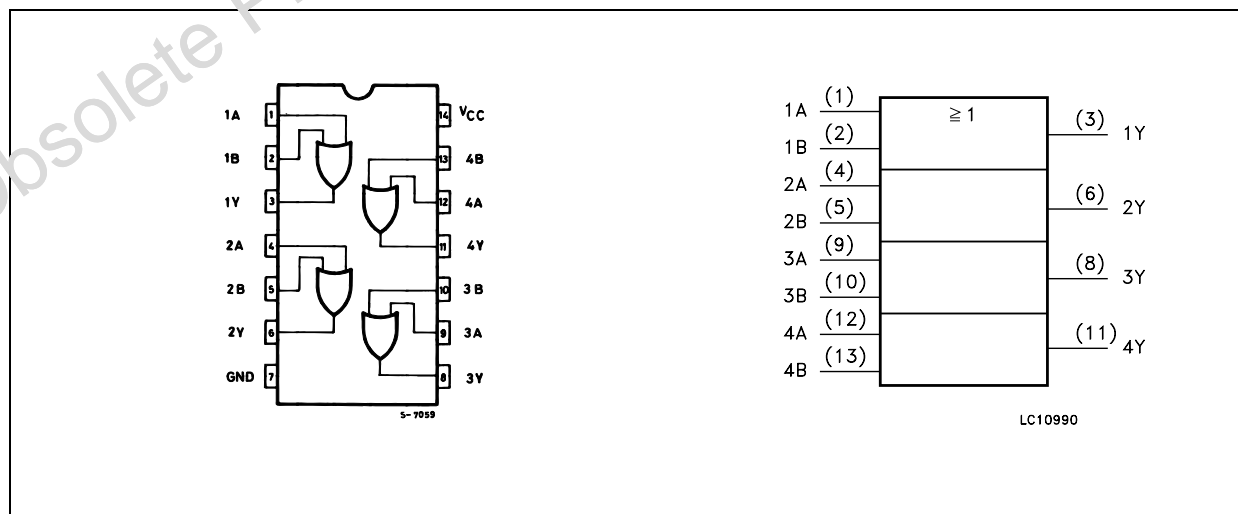 Obsolete P
1A 1 14 VCC
1B 2 13 4B
1Y 3 12 4A
2A 4 11 4Y
2B 5 10 3B
2Y 6 9 3A
GND 7 8 3Y
S-7059
1A (1) ≧1
(3) 1Y
1B (2)
2A (4)
(6) 2Y
2B (5)
3A (9)
(8) 3Y
3B (10)
4A (12)
(11) 4Y
4B (13)
LC10990